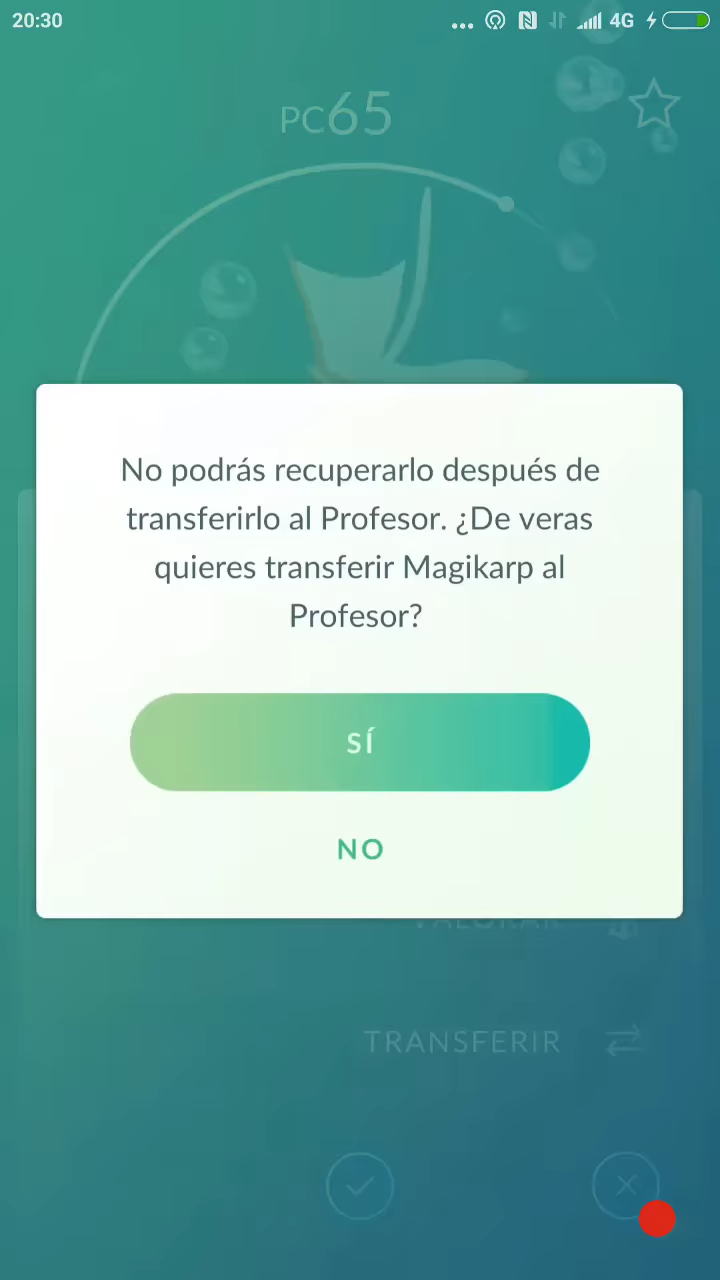 20:30
... 4G
PC65
No podrás recuperarlo después de
transferirlo al Profesor. ¿De veras
quieres transferir Magikarp al
Profesor?
SÍ
NO
VALORAR
TRANSFERIR